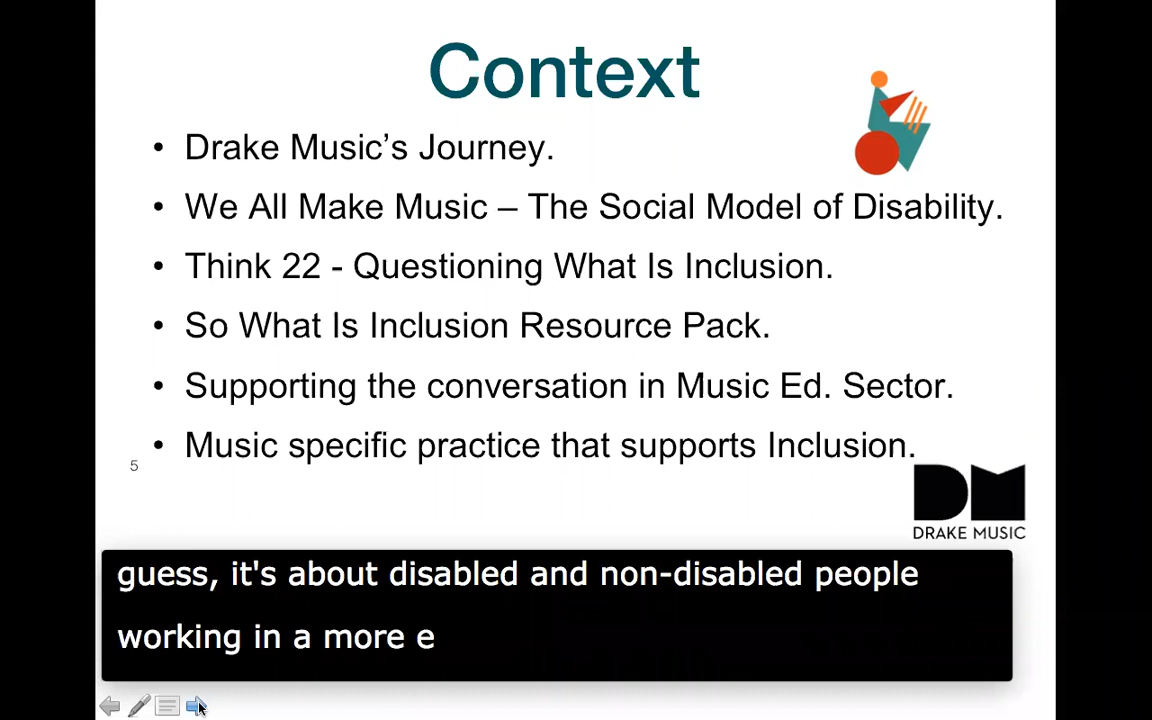 Context
• Drake Music’s Journey.
• We All Make Music – The Social Model of Disability.
• Think 22 - Questioning What Is Inclusion.
• So What Is Inclusion Resource Pack.
• Supporting the conversation in Music Ed. Sector.
• Music specific practice that supports Inclusion.
5
DM
DRAKE MUSIC
guess, it's about disabled and non-disabled people
working in a more e